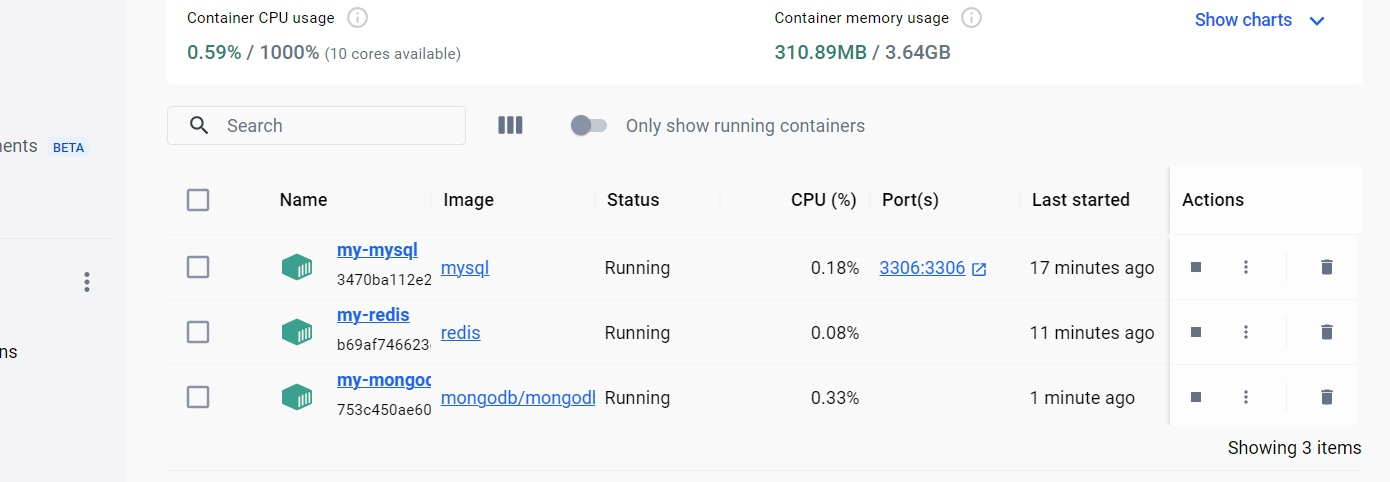 Container CPU usage
Container memory usage
Show charts
0.59% / 1000% (10 cores available)
310.89MB / 3.64GB
Search
Only show running containers
nents BETA
Name Image Status CPU (%) Port(s) Last started Actions
my-mysql
3470ba112e2
mysql Running 0.18% 3306:3306 17 minutes ago
my-redis
b69af746623
redis Running 0.08% 11 minutes ago
ns
my-mongod
753c450ae60
mongodb/mongodb Running 0.33% 1 minute ago
Showing 3 items